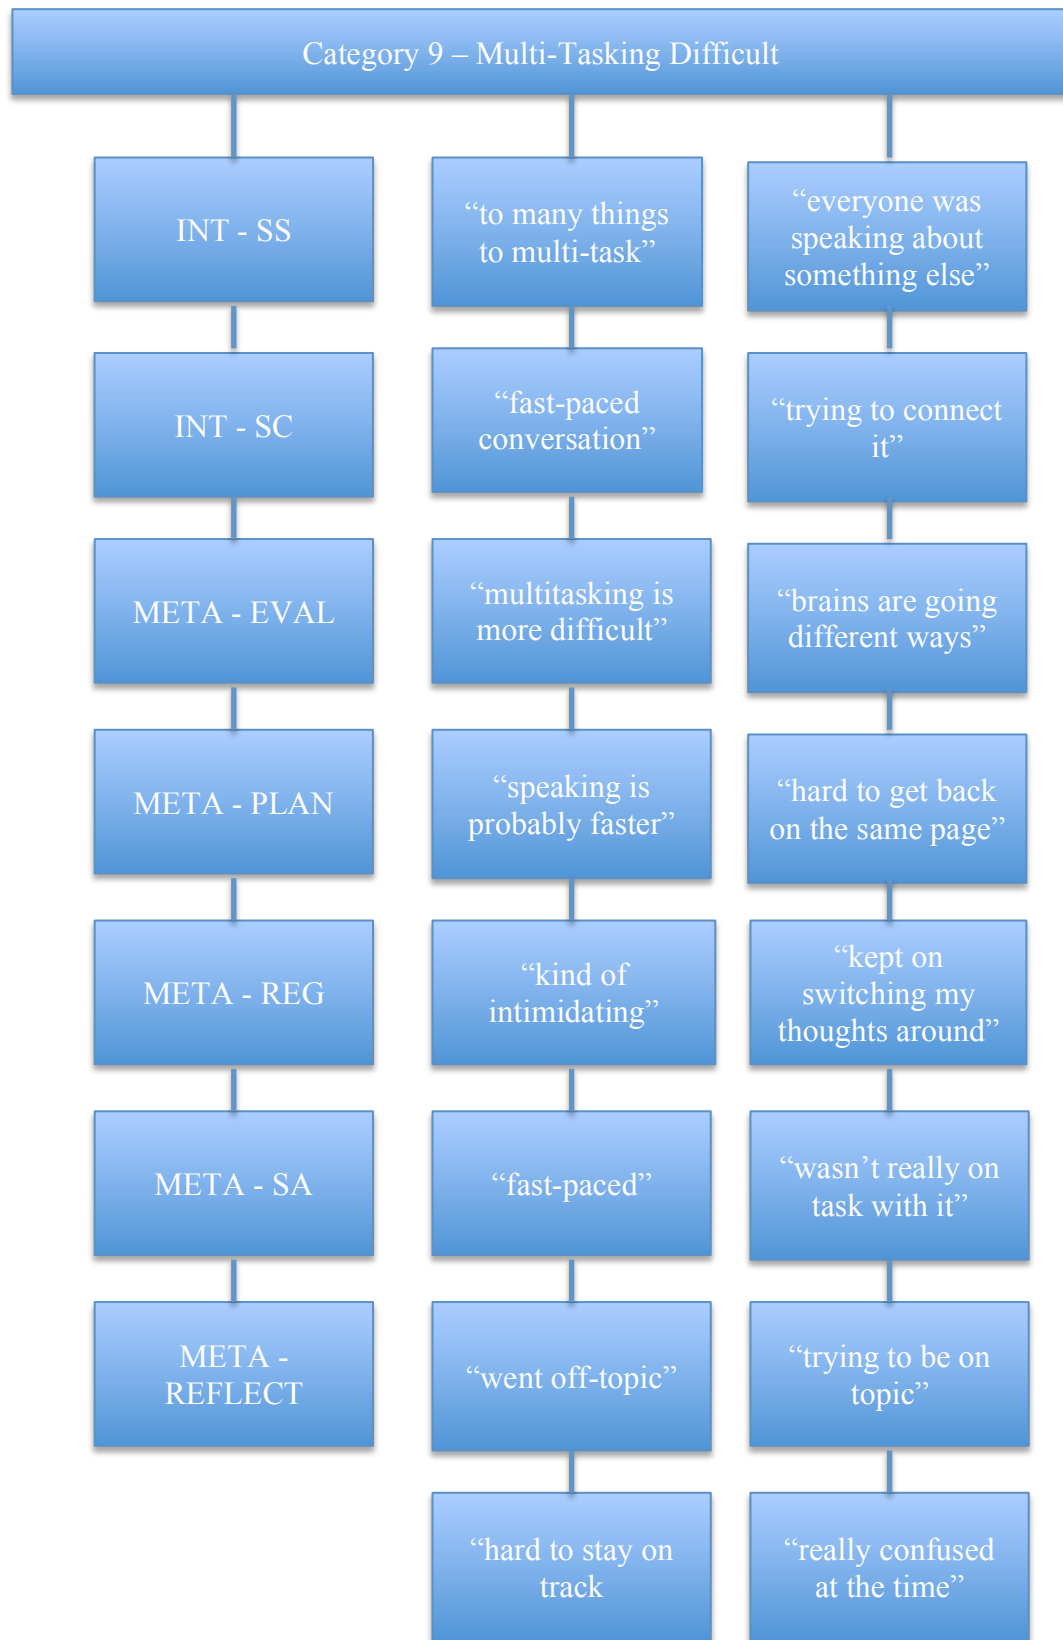 Category 9 – Multi-Tasking Difficult
INT - SS
INT - SC
META - EVAL
META - PLAN
META - REG
META - SA
META -
REFLECT
“to many things
to multi-task”
“fast-paced
conversation”
“multitasking is
more difficult”
“speaking is
probably faster”
“kind of
intimidating”
“fast-paced”
“went off-topic”
“hard to stay on
track
“everyone was
speaking about
something else”
“trying to connect
it”
“brains are going
different ways”
“hard to get back
on the same page”
“kept on
switching my
thoughts around”
“wasn’t really on
task with it”
“trying to be on
topic”
“really confused
at the time”